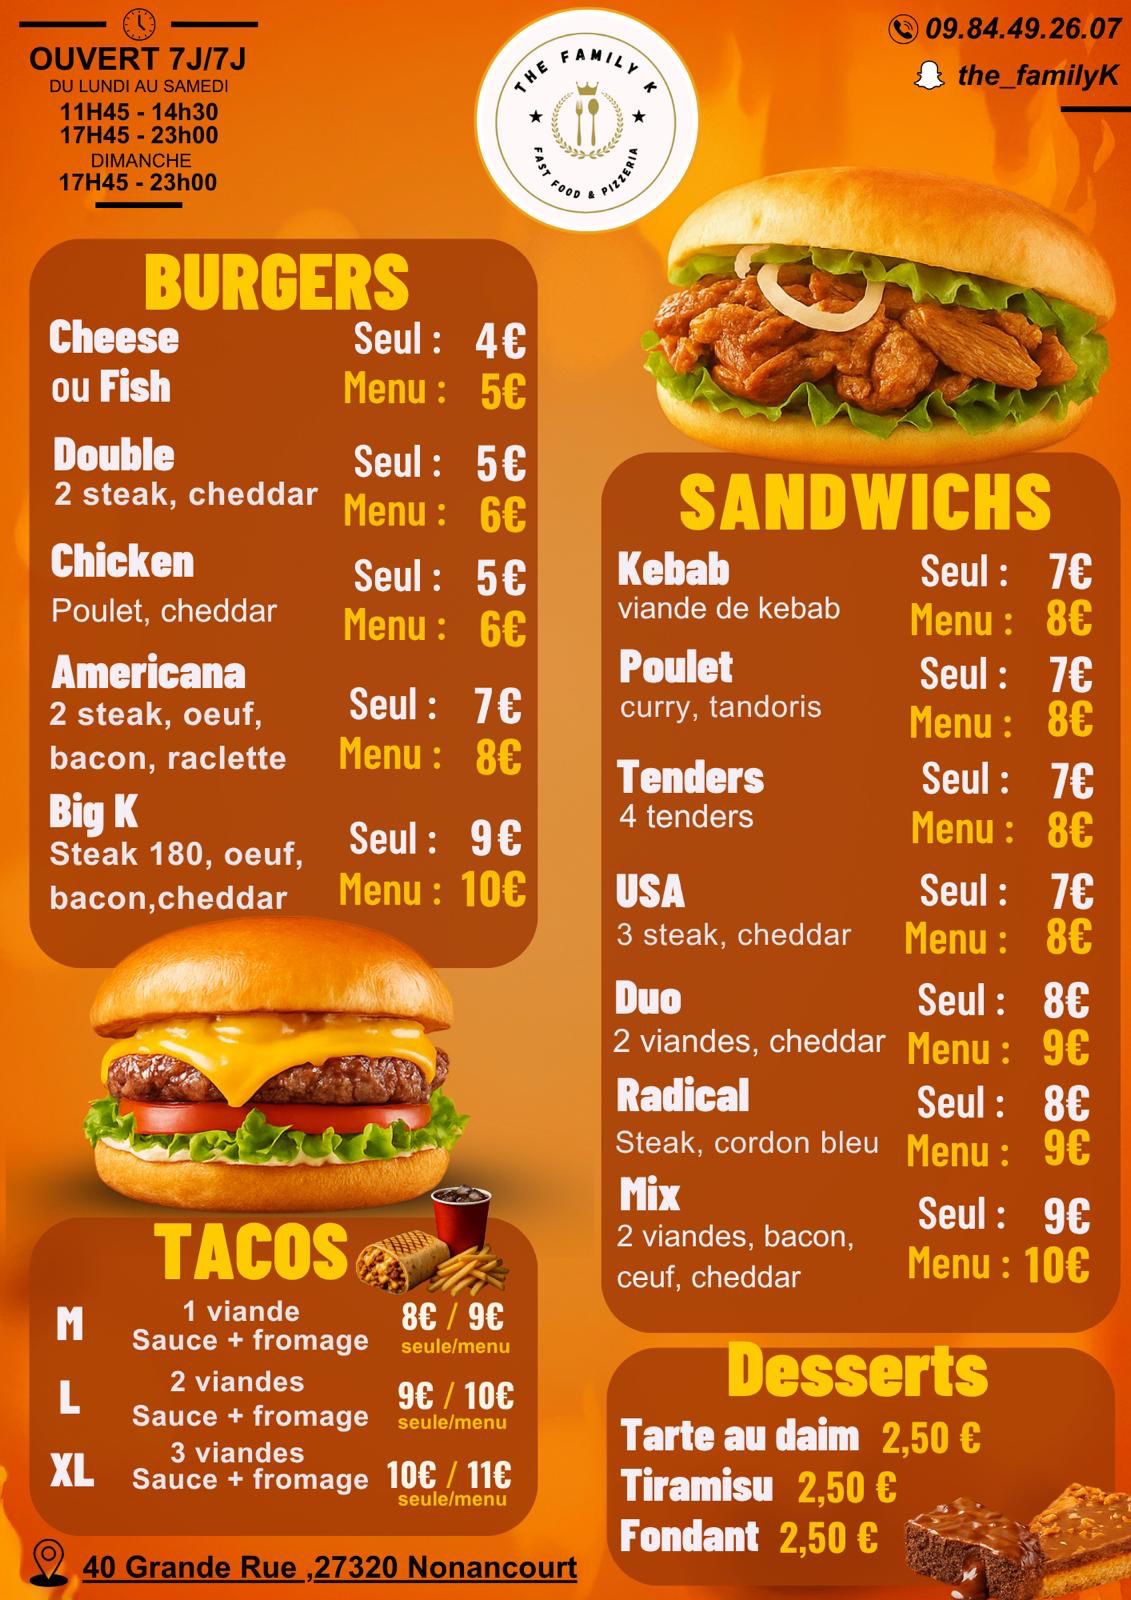 OUVERT 7J/7J
DU LUNDI AU SAMEDI
11H45 - 14h30
17H45 - 23h00
DIMANCHE
17H45 - 23h00
THE FAMILY K
FAST FOOD & PIZZERIA
09.84.49.26.07
the_familyK
BURGERS
Cheese Seul : 4€
ou Fish Menu : 5€
Double Seul : 5€
2 steak, cheddar Menu : 6€
Chicken Seul : 5€
Poulet, cheddar Menu : 6€
Americana
2 steak, oeuf, Seul : 7€
bacon, raclette Menu : 8€
Big K
Steak 180, oeuf, Seul : 9€
bacon,cheddar Menu : 10€
TACOS
M 1 viande 8€ / 9€
Sauce + fromage seule/menu
L 2 viandes 9€ / 10€
Sauce + fromage seule/menu
XL 3 viandes 10€ / 11€
Sauce + fromage seule/menu
40 Grande Rue ,27320 Nonancourt
SANDWICHS
Kebab Seul : 7€
viande de kebab Menu : 8€
Poulet Seul : 7€
curry, tandoris Menu : 8€
Tenders Seul : 7€
4 tenders Menu : 8€
USA Seul : 7€
3 steak, cheddar Menu : 8€
Duo Seul : 8€
2 viandes, cheddar Menu : 9€
Radical Seul : 8€
Steak, cordon bleu Menu : 9€
Mix Seul : 9€
2 viandes, bacon, Menu : 10€
ceuf, cheddar
Desserts
Tarte au daim 2,50 €
Tiramisu 2,50 €
Fondant 2,50 €